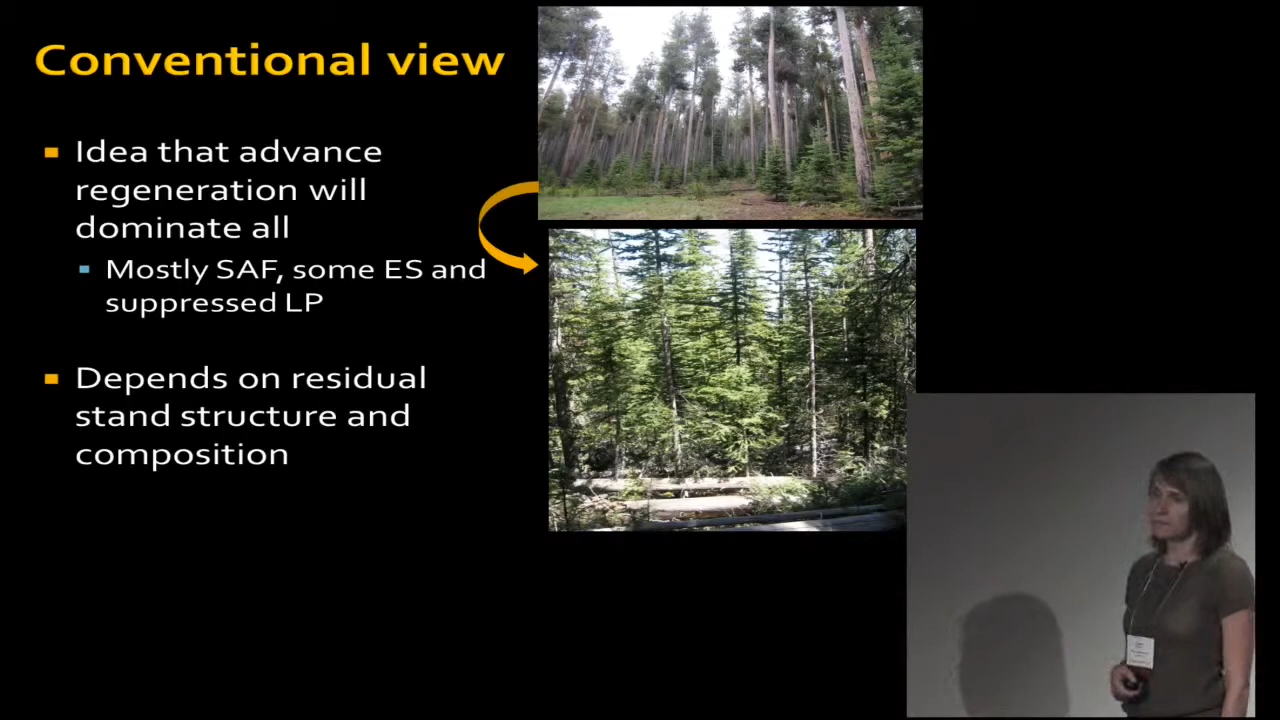 Conventional view
Idea that advance
regeneration will
dominate all
Mostly SAF, some ES and
suppressed LP
Depends on residual
stand structure and
composition